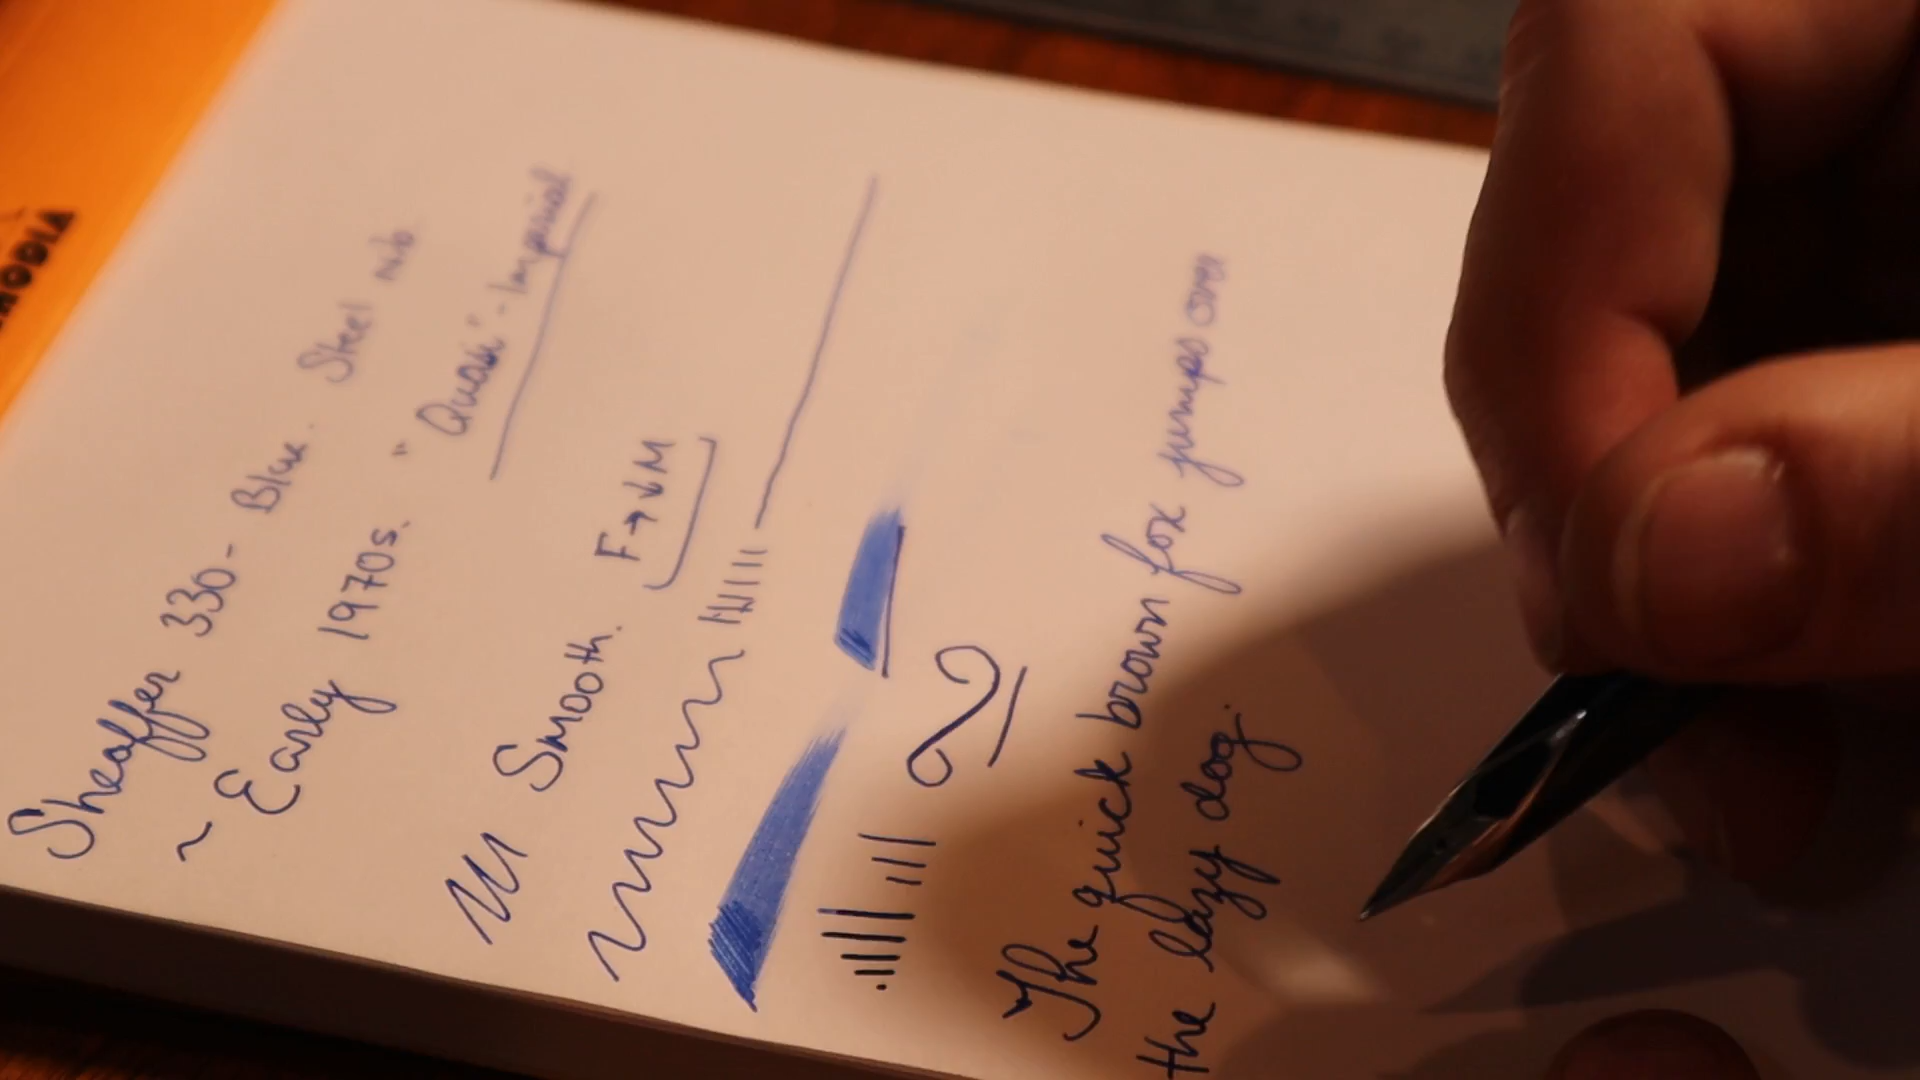 RHODIA
Sheaffer 330 - Blue. Steel nib
~ Early 1970s. "Quasi"-Imperial
Smooth. F→↓M
The quick brown fox jumps over
the lazy dog.